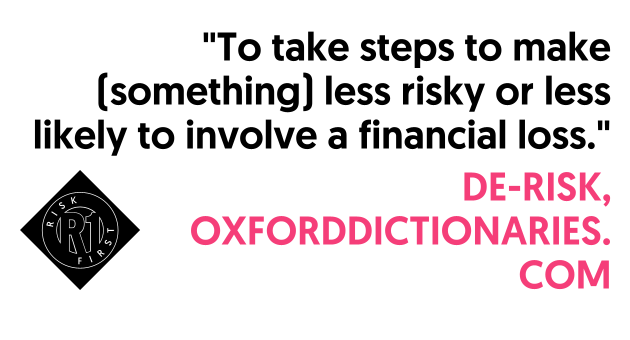 "To take steps to make
(something) less risky or less
likely to involve a financial loss."
DE-RISK,
OXFORDDICTIONARIES.
COM
RISK
R1
FIRST